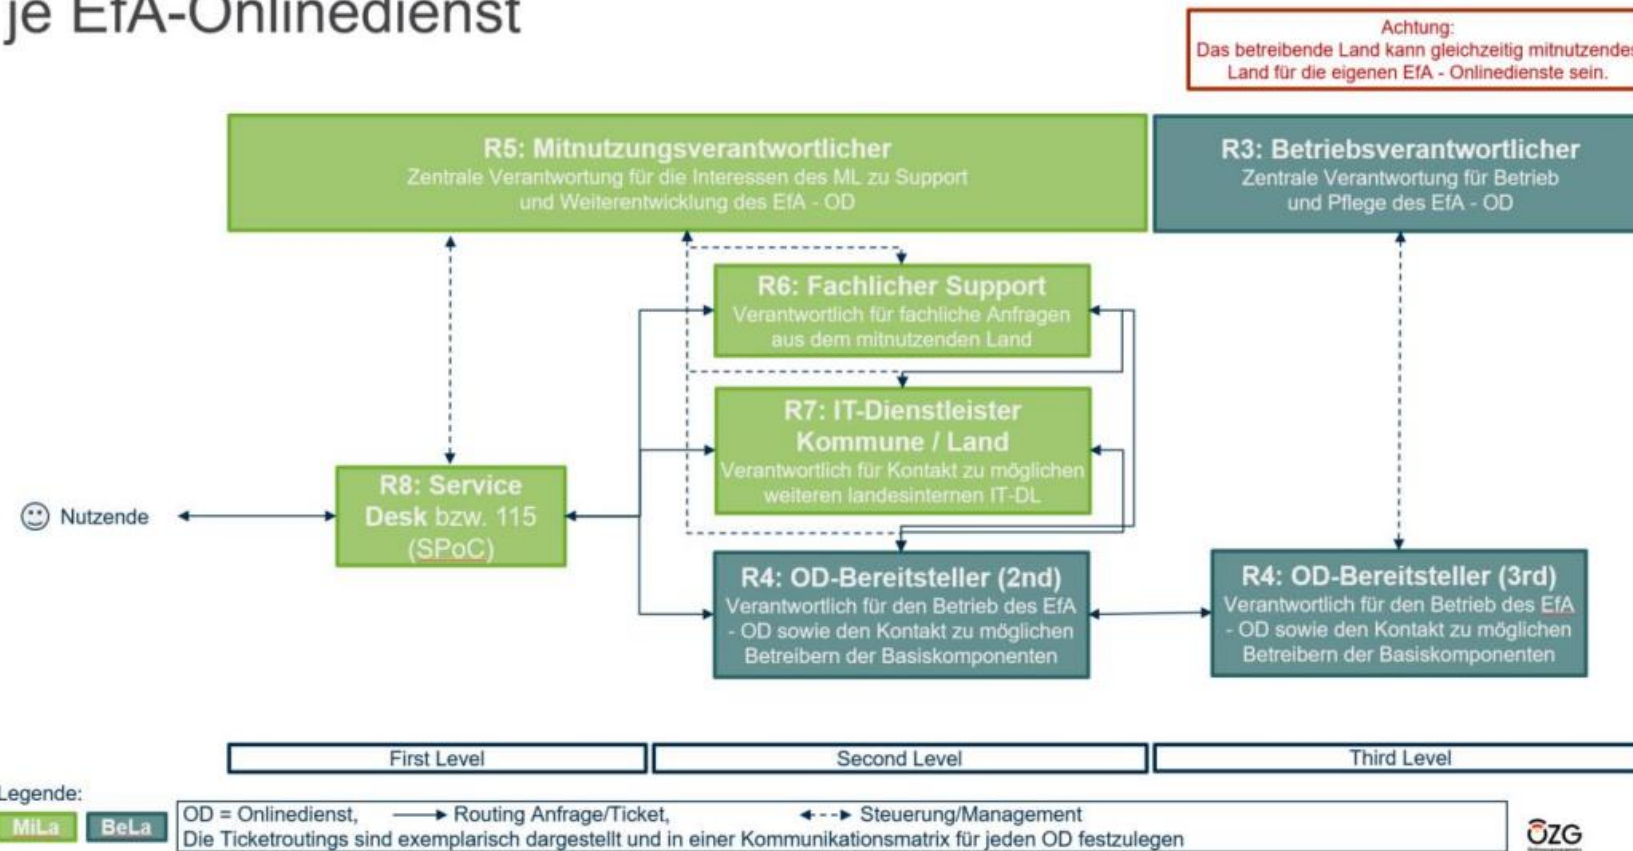 je EfA-Onlinedienst
Achtung:
Das betreibende Land kann gleichzeitig mitnutzendes
Land für die eigenen EfA - Onlinedienste sein.
R5: Mitnutzungsverantwortlicher
Zentrale Verantwortung für die Interessen des ML zu Support
und Weiterentwicklung des EfA - OD
R3: Betriebsverantwortlicher
Zentrale Verantwortung für Betrieb
und Pflege des EfA - OD
R6: Fachlicher Support
Verantwortlich für fachliche Anfragen
aus dem mitnutzenden Land
R7: IT-Dienstleister
Kommune / Land
Verantwortlich für Kontakt zu möglichen
weiteren landesinternen IT-DL
Nutzende
R8: Service
Desk bzw. 115
(SPoC)
R4: OD-Bereitsteller (2nd)
Verantwortlich für den Betrieb des EfA
- OD sowie den Kontakt zu möglichen
Betreibern der Basiskomponenten
R4: OD-Bereitsteller (3rd)
Verantwortlich für den Betrieb des EfA
- OD sowie den Kontakt zu möglichen
Betreibern der Basiskomponenten
First Level
Second Level
Third Level
Legende:
MiLa
BeLa
OD = Onlinedienst, Routing Anfrage/Ticket, Steuerung/Management
Die Ticketroutings sind exemplarisch dargestellt und in einer Kommunikationsmatrix für jeden OD festzulegen
OZG